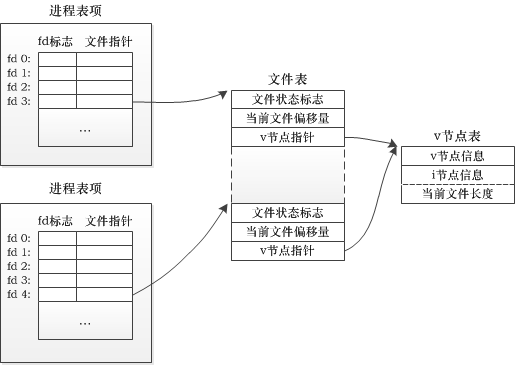 进程表项
fd标志 文件指针
fd 0:
fd 1:
fd 2:
fd 3:
...
进程表项
fd标志 文件指针
fd 0:
fd 1:
fd 2:
fd 3:
fd 4:
...
文件表
文件状态标志
当前文件偏移量
v节点指针
文件状态标志
当前文件偏移量
v节点指针
v节点表
v节点信息
i节点信息
当前文件长度